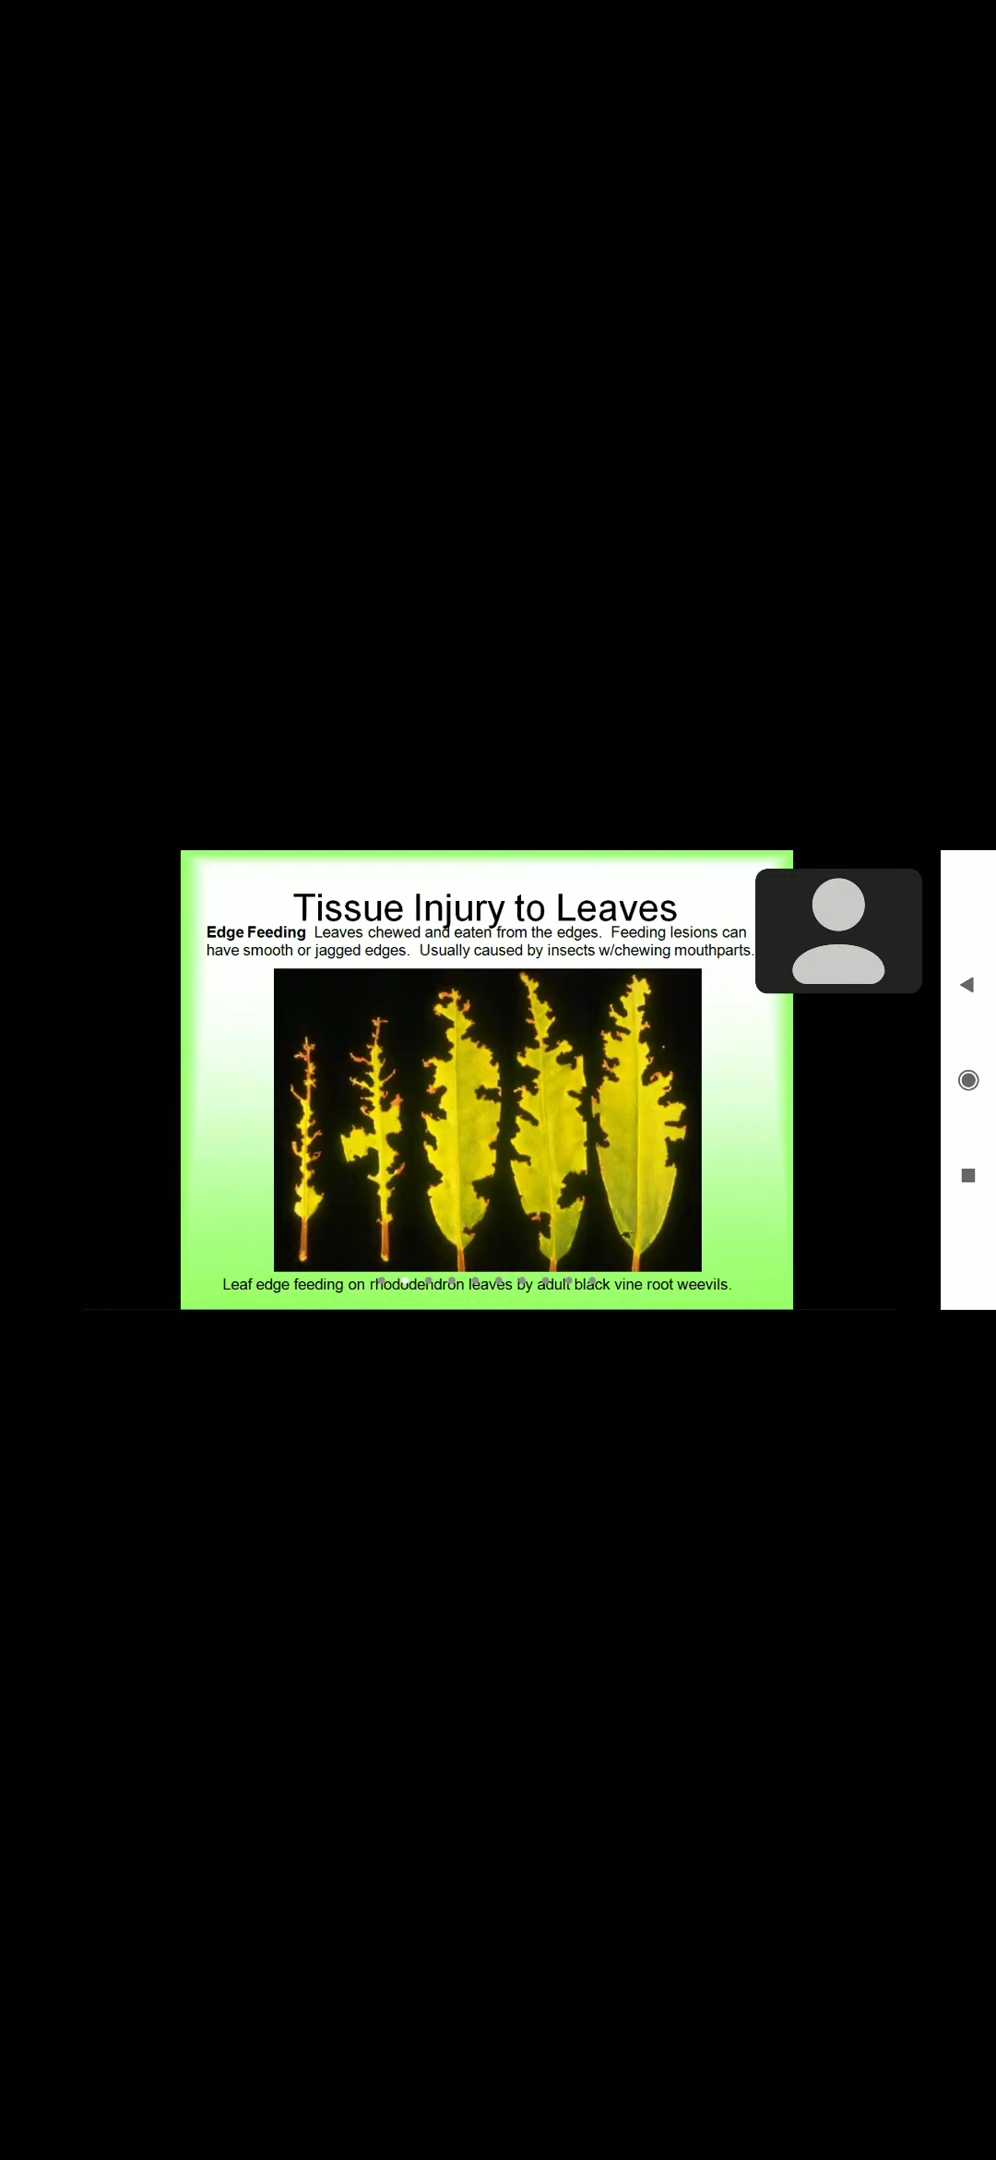 Tissue Injury to Leaves
Edge Feeding  Leaves chewed and eaten from the edges.  Feeding lesions can
have smooth or jagged edges.  Usually caused by insects w/chewing mouthparts.
Leaf edge feeding on rhododendron leaves by adult black vine root weevils.